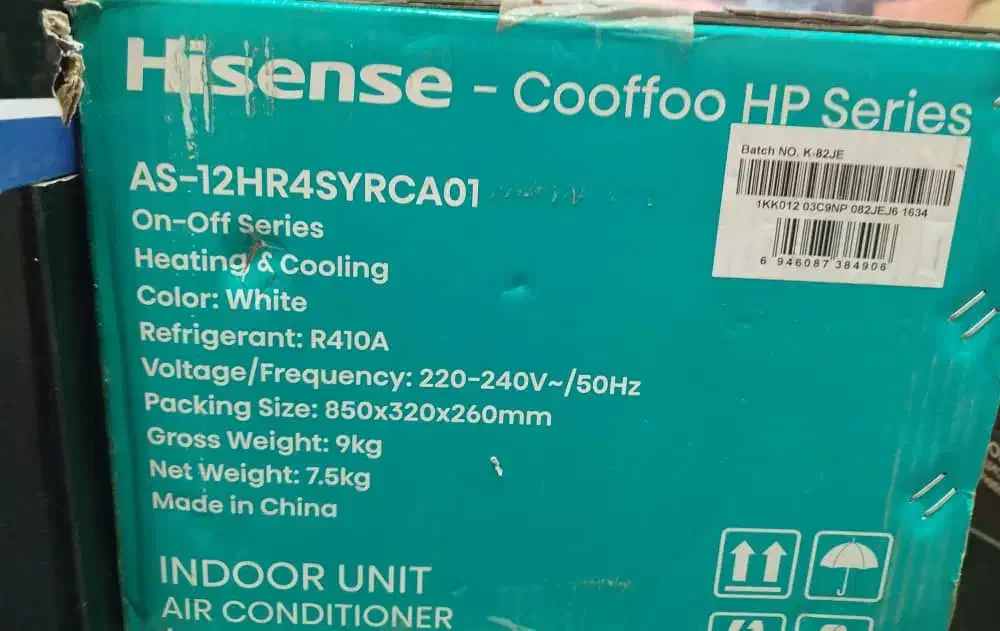 Hisense - Cooffoo HP Series
Batch NO. K-82JE
1KK012 03C9NP 082JEJ6 1634
6 946087 384906
AS-12HR4SYRCA01
On-Off Series
Heating & Cooling
Color: White
Refrigerant: R410A
Voltage/Frequency: 220-240V~/50Hz
Packing Size: 850x320x260mm
Gross Weight: 9kg
Net Weight: 7.5kg
Made in China
INDOOR UNIT
AIR CONDITIONER